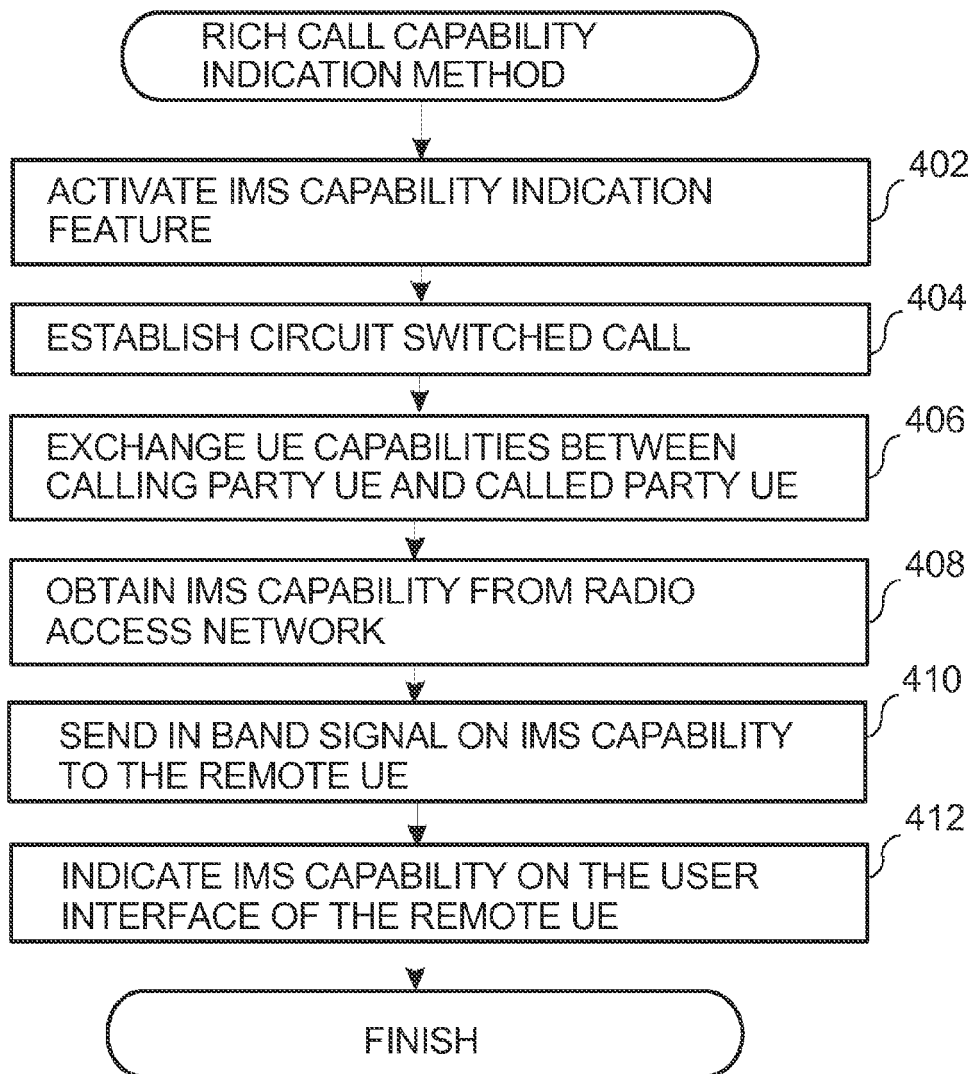 RICH CALL CAPABILITY
INDICATION METHOD
402
ACTIVATE IMS CAPABILITY INDICATION
FEATURE
404
ESTABLISH CIRCUIT SWITCHED CALL
406
EXCHANGE UE CAPABILITIES BETWEEN
CALLING PARTY UE AND CALLED PARTY UE
408
OBTAIN IMS CAPABILITY FROM RADIO
ACCESS NETWORK
410
SEND IN BAND SIGNAL ON IMS CAPABILITY
TO THE REMOTE UE
412
INDICATE IMS CAPABILITY ON THE USER
INTERFACE OF THE REMOTE UE
FINISH